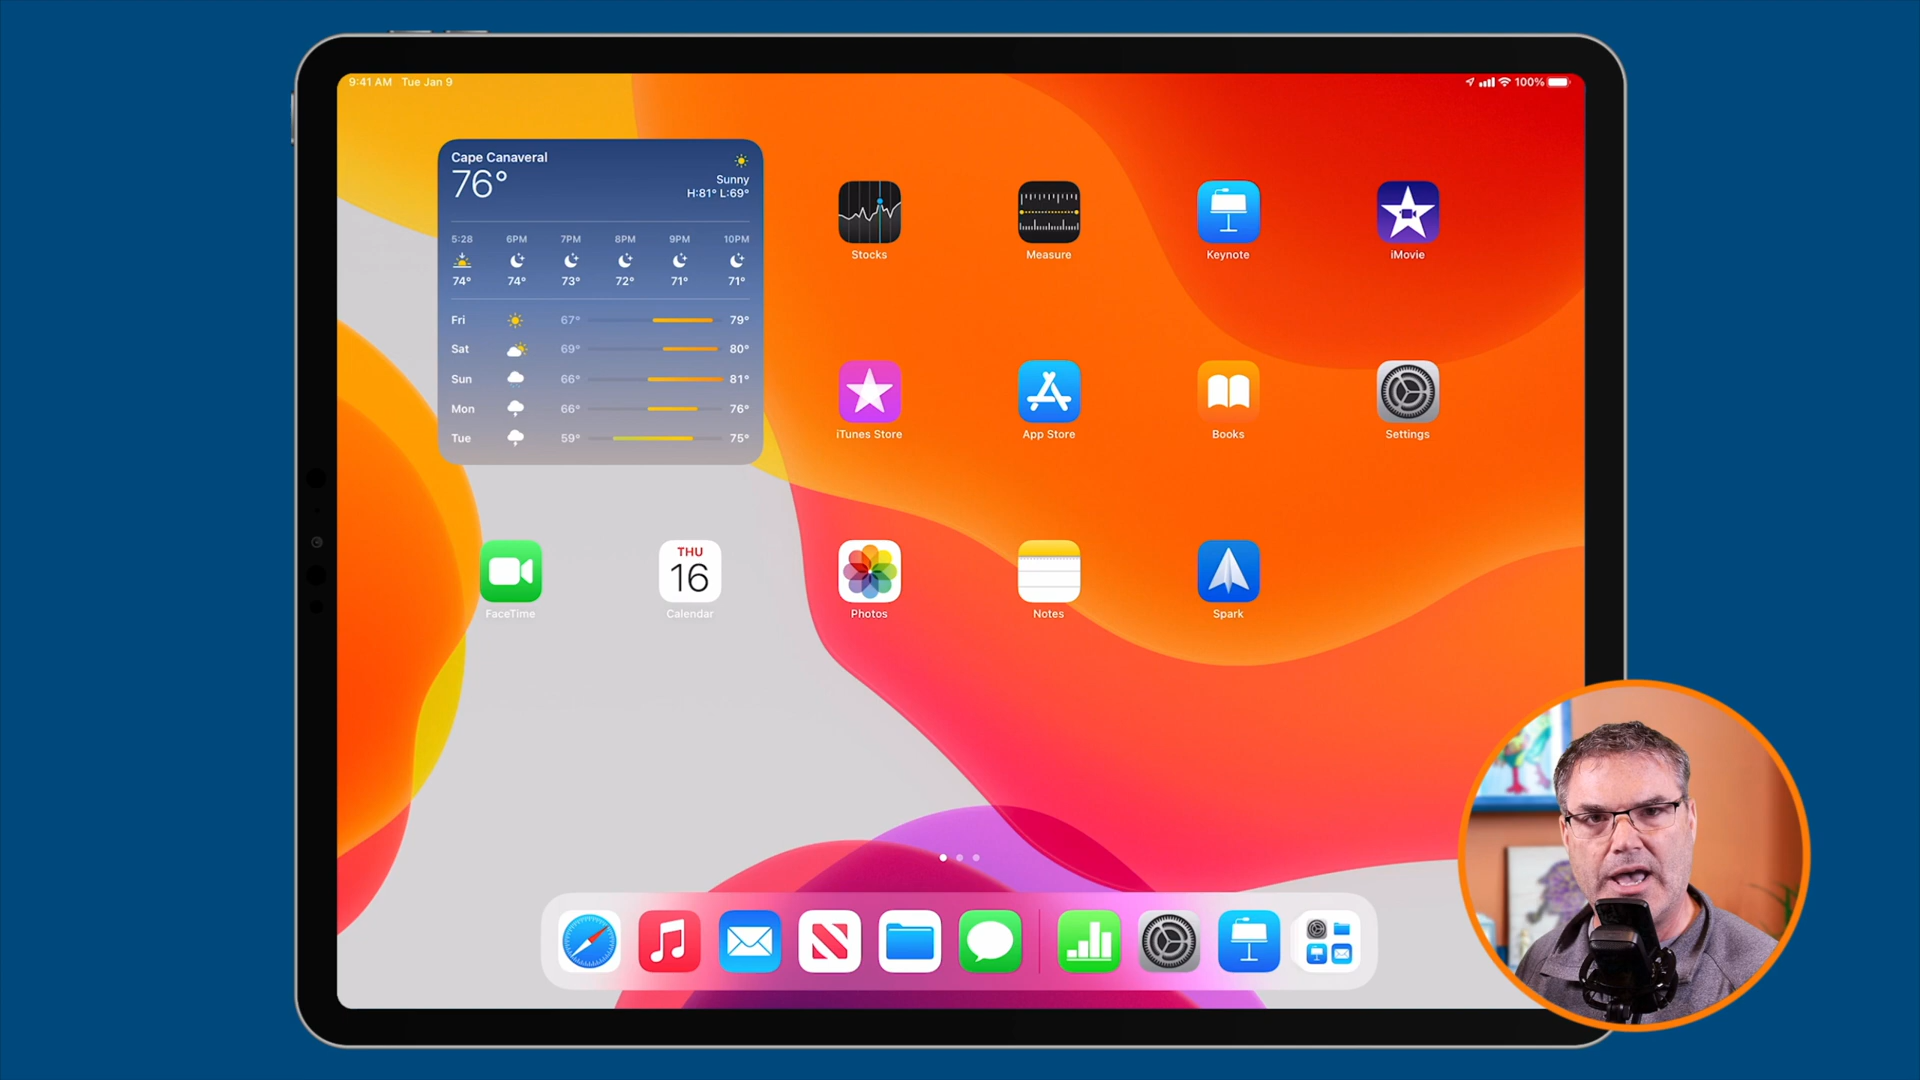 9:41 AM Tue Jan 9
100%
Cape Canaveral
76°
Sunny
H:81° L:69°
5:28 6PM 7PM 8PM 9PM 10PM
74° 74° 73° 72° 71° 71°
Fri 67° 79°
Sat 69° 80°
Sun 66° 81°
Mon 66° 76°
Tue 59° 75°
Stocks
Measure
Keynote
iMovie
iTunes Store
App Store
Books
Settings
FaceTime
THU
16
Calendar
Photos
Notes
Spark